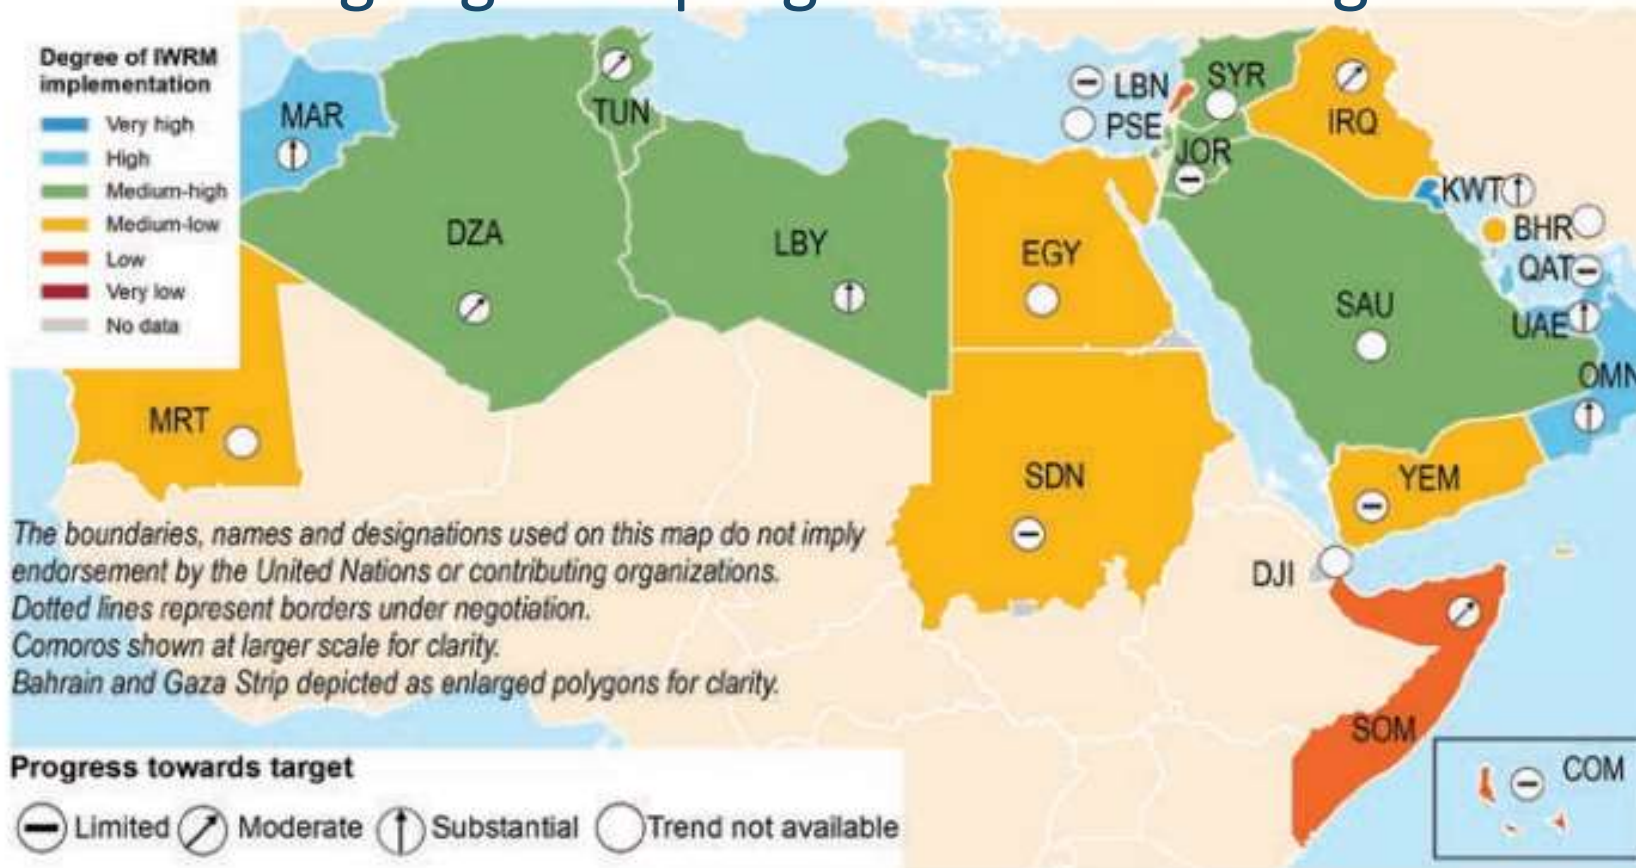 Degree of IWRM
implementation
Very high
High
Medium-high
Medium-low
Low
Very low
No data
MAR
DZA
TUN
LBY
EGY
LBN
PSE
SYR
JOR
IRQ
KWT
BHR
QAT
UAE
SAU
OMN
MRT
SDN
YEM
DJI
SOM
COM
The boundaries, names and designations used on this map do not imply
endorsement by the United Nations or contributing organizations.
Dotted lines represent borders under negotiation.
Comoros shown at larger scale for clarity.
Bahrain and Gaza Strip depicted as enlarged polygons for clarity.
Progress towards target
Limited Moderate Substantial Trend not available